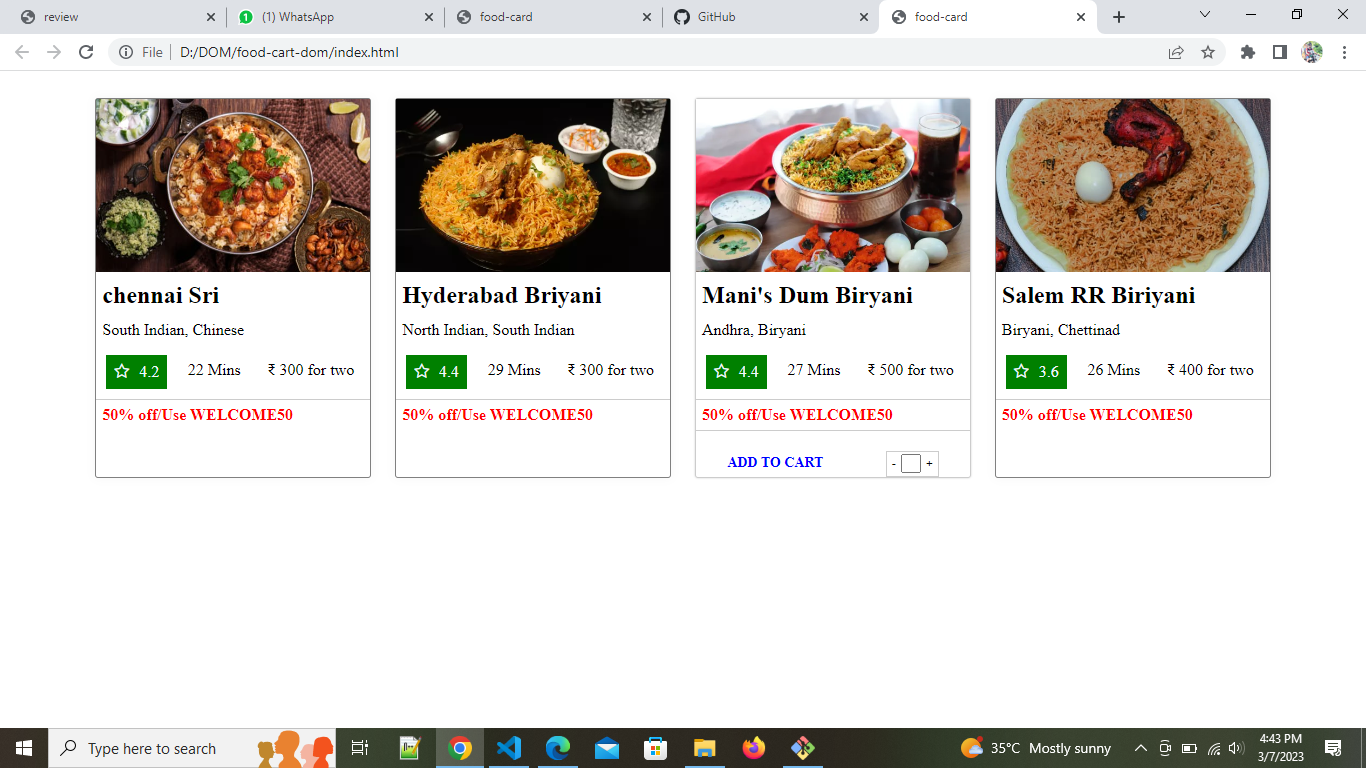 review
(1) WhatsApp
food-card
GitHub
food-card
File
D:/DOM/food-cart-dom/index.html
chennai Sri
South Indian, Chinese
4.2 22 Mins ₹ 300 for two
50% off/Use WELCOME50
Hyderabad Briyani
North Indian, South Indian
4.4 29 Mins ₹ 300 for two
50% off/Use WELCOME50
Mani's Dum Biryani
Andhra, Biryani
4.4 27 Mins ₹ 500 for two
50% off/Use WELCOME50
ADD TO CART - +
Salem RR Biriyani
Biryani, Chettinad
3.6 26 Mins ₹ 400 for two
50% off/Use WELCOME50
Type here to search
35°C Mostly sunny
4:43 PM
3/7/2023